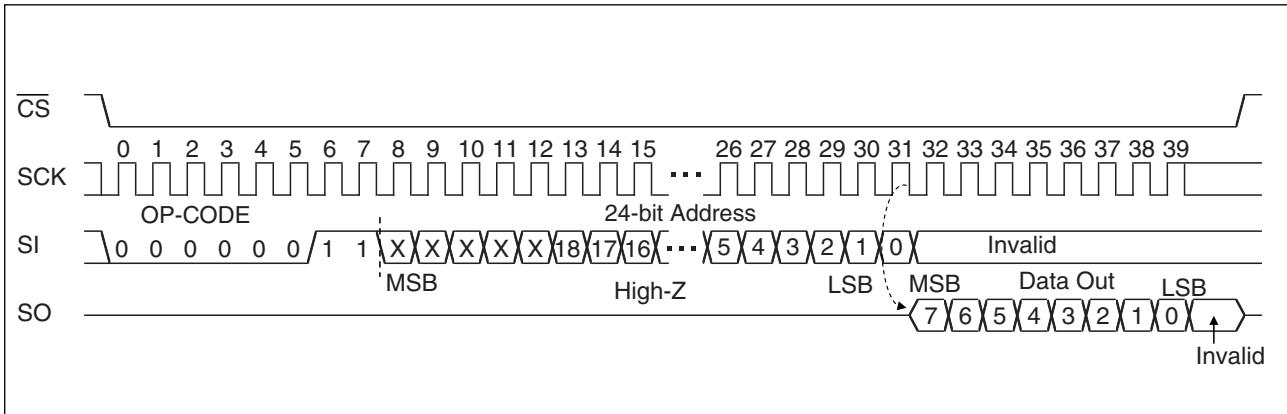 CS
0 1 2 3 4 5 6 7 8 9 10 11 12 13 14 15 26 27 28 29 30 31 32 33 34 35 36 37 38 39
SCK ...
OP-CODE 24-bit Address
SI 0 0 0 0 0 0 1 1 X X X X X 18 17 16 ... 5 4 3 2 1 0 Invalid
MSB High-Z LSB MSB Data Out LSB
SO 7 6 5 4 3 2 1 0
Invalid